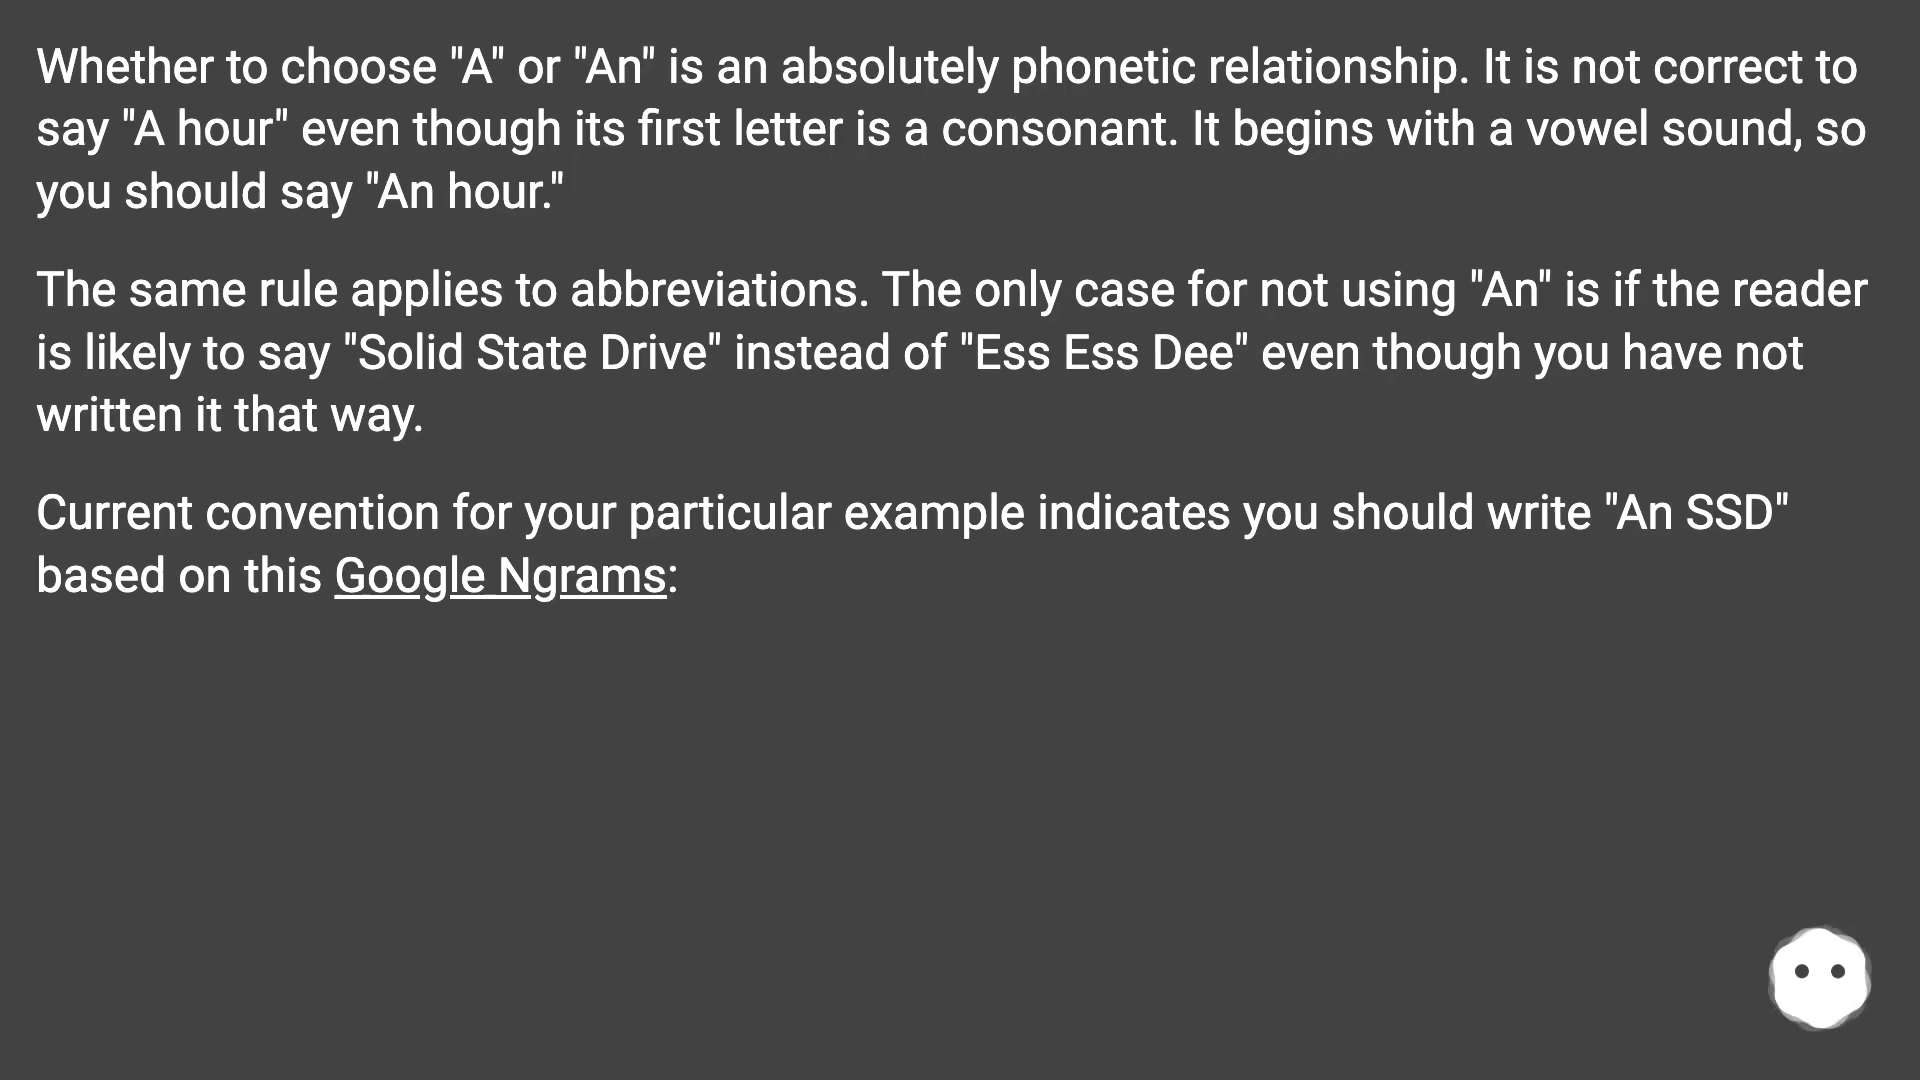 Whether to choose "A" or "An" is an absolutely phonetic relationship. It is not correct to
say "A hour" even though its first letter is a consonant. It begins with a vowel sound, so
you should say "An hour."
The same rule applies to abbreviations. The only case for not using "An" is if the reader
is likely to say "Solid State Drive" instead of "Ess Ess Dee" even though you have not
written it that way.
Current convention for your particular example indicates you should write "An SSD"
based on this Google Ngrams: